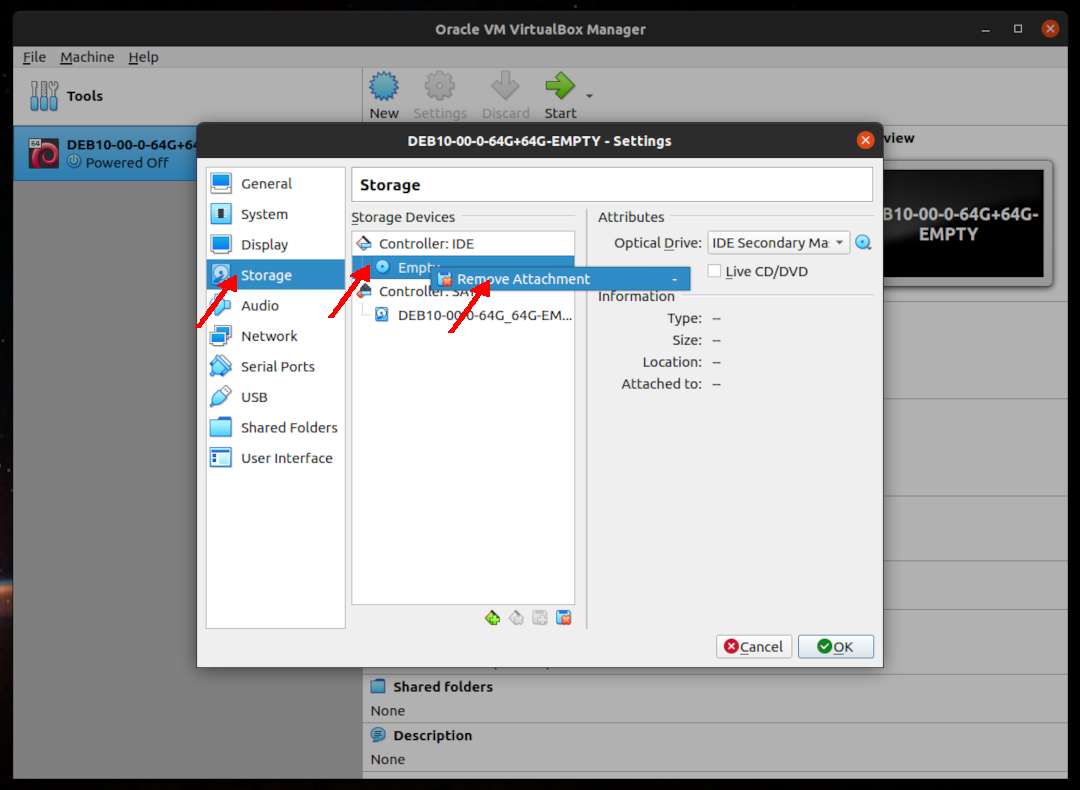 Oracle VM VirtualBox Manager
File Machine Help
Tools
New Settings Discard Start
64
DEB10-00-0-64G+64
Powered Off
view
B10-00-0-64G+64G-
EMPTY
DEB10-00-0-64G+64G-EMPTY - Settings
General
System
Display
Storage
Audio
Network
Serial Ports
USB
Shared Folders
User Interface
Storage
Storage Devices
Controller: IDE
Empty
Remove Attachment -
Controller: SAT
DEB10-00-0-64G_64G-EM...
Attributes
Optical Drive: IDE Secondary Ma
Live CD/DVD
Information
Type: --
Size: --
Location: --
Attached to: --
Cancel OK
Shared folders
None
Description
None